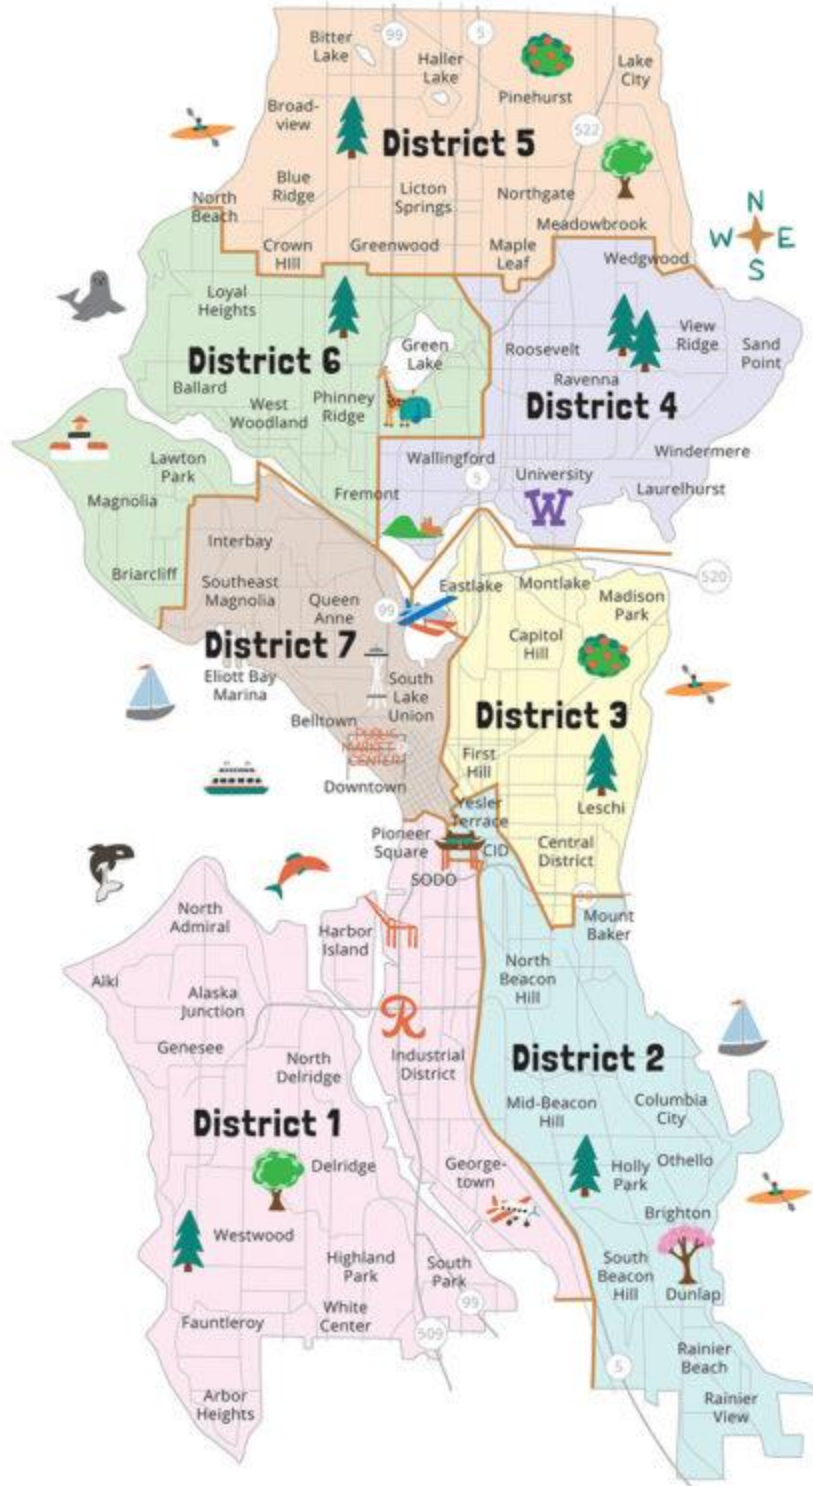 Bitter
Lake
99
5
Haller
Lake
Lake
City
Pinehurst
Broad-
view
District 5
522
Blue
Ridge
Licton
Springs
Northgate
North
Beach
Meadowbrook
N
W E
S
Crown
HIll
Greenwood
Maple
Leaf
Wedgwood
Loyal
Heights
District 6
Green
Lake
Ballard
West
Woodland
Phinney
Ridge
Roosevelt
View
Ridge
Sand
Point
Ravenna
District 4
Wallingford
5
University
W
Windermere
Laurelhurst
Lawton
Park
Magnolia
Fremont
Briarcliff
Interbay
Southeast
Magnolia
Queen
Anne
99
District 7
Eliott Bay
Marina
South
Lake
Union
Belltown
PUBLIC
MARKET
CENTER
Downtown
520
Eastlake
Montlake
Madison
Park
Capitol
Hill
District 3
First
Hill
Leschi
Yesler
Terrace
Central
District
Pioneer
Square
CID
SODO
90
Mount
Baker
North
Admiral
Harbor
Island
Alki
Alaska
Junction
Genesee
R
North
Delridge
Industrial
District
District 1
Delridge
George-
town
Westwood
Highland
Park
South
Park
99
White
Center
509
Fauntleroy
Arbor
Heights
North
Beacon
Hill
District 2
Mid-Beacon
Hill
Columbia
City
Holly
Park
Othello
Brighton
South
Beacon
Hill
Dunlap
5
Rainier
Beach
Rainier
View